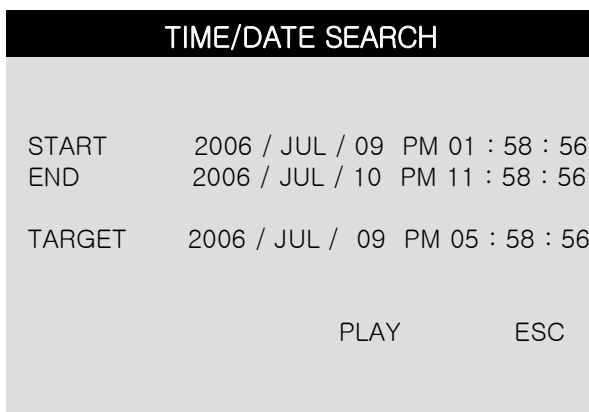 TIME/DATE SEARCH
START 2006 / JUL / 09 PM 01 : 58 : 56
END 2006 / JUL / 10 PM 11 : 58 : 56
TARGET 2006 / JUL / 09 PM 05 : 58 : 56
PLAY ESC